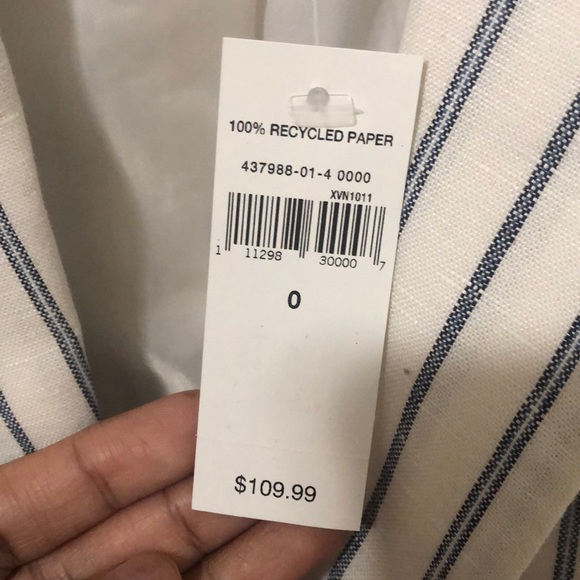 100% RECYCLED PAPER
437988-01-4 0000
XVN1011
1 11298 30000 7
0
$109.99